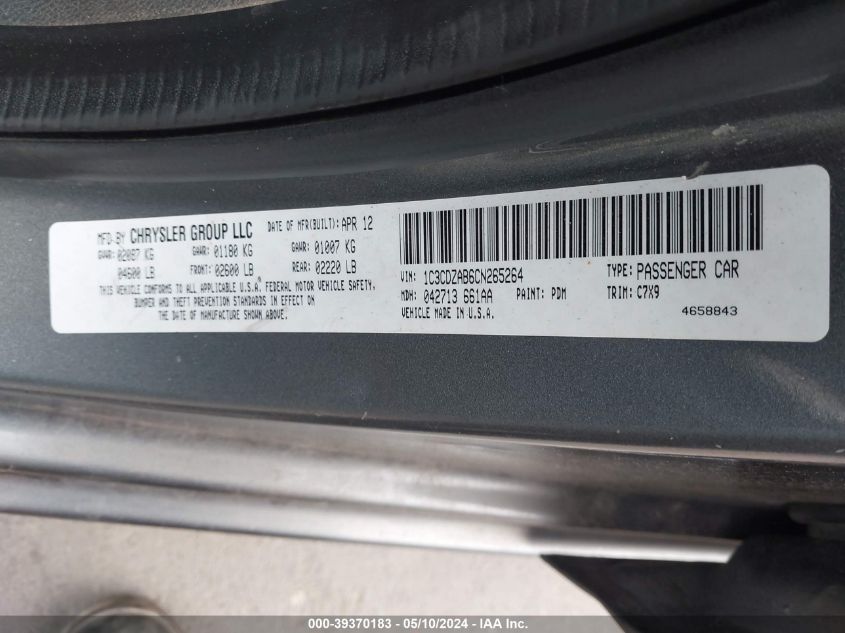 MFD BY CHRYSLER GROUP LLC DATE OF MFR(BUILT): APR 12
GVWR: 02087 KG GAWR: 01180 KG GAWR: 01007 KG
04600 LB FRONT: 02600 LB REAR: 02220 LB
THIS VEHICLE CONFORMS TO ALL APPLICABLE U.S.A. FEDERAL MOTOR VEHICLE SAFETY,
BUMPER AND THEFT PREVENTION STANDARDS IN EFFECT ON
THE DATE OF MANUFACTURE SHOWN ABOVE.
VIN: 1C3CDZAB6CN265264 TYPE: PASSENGER CAR
MDH: 042713 661AA PAINT: PDM TRIM: C7X9
VEHICLE MADE IN U.S.A. 4658843
000-39370183 - 05/10/2024 - IAA Inc.